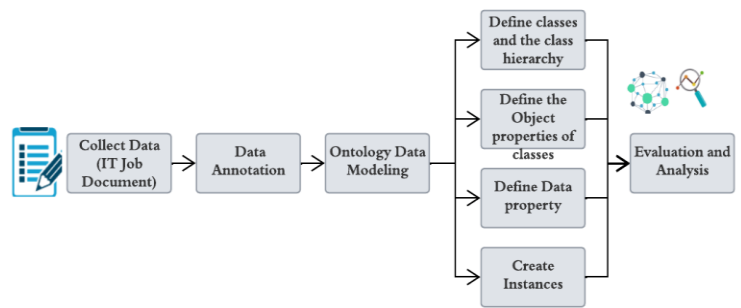 Collect Data
(IT Job
Document)
Data
Annotation
Ontology Data
Modeling
Define classes
and the class
hierarchy
Define the
Object
properties of
classes
Define Data
property
Create
Instances
Evaluation and
Analysis